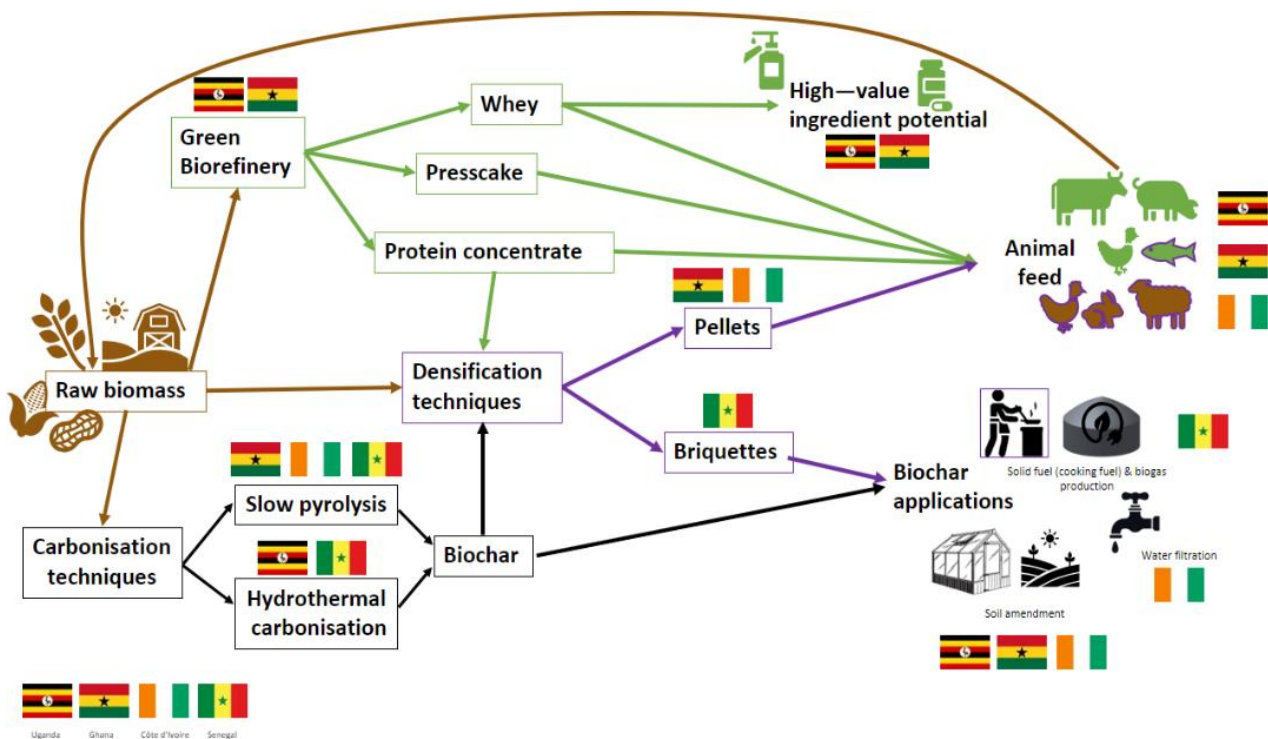 Green
Biorefinery
Whey
High—value
ingredient potential
Presscake
Protein concentrate
Animal
feed
Pellets
Raw biomass
Densification
techniques
Briquettes
Solid fuel (cooking fuel) & biogas
production
Biochar
applications
Slow pyrolysis
Carbonisation
techniques
Biochar
Water filtration
Hydrothermal
carbonisation
Soil amendment
Uganda
Ghana
Côte d'Ivoire
Senegal